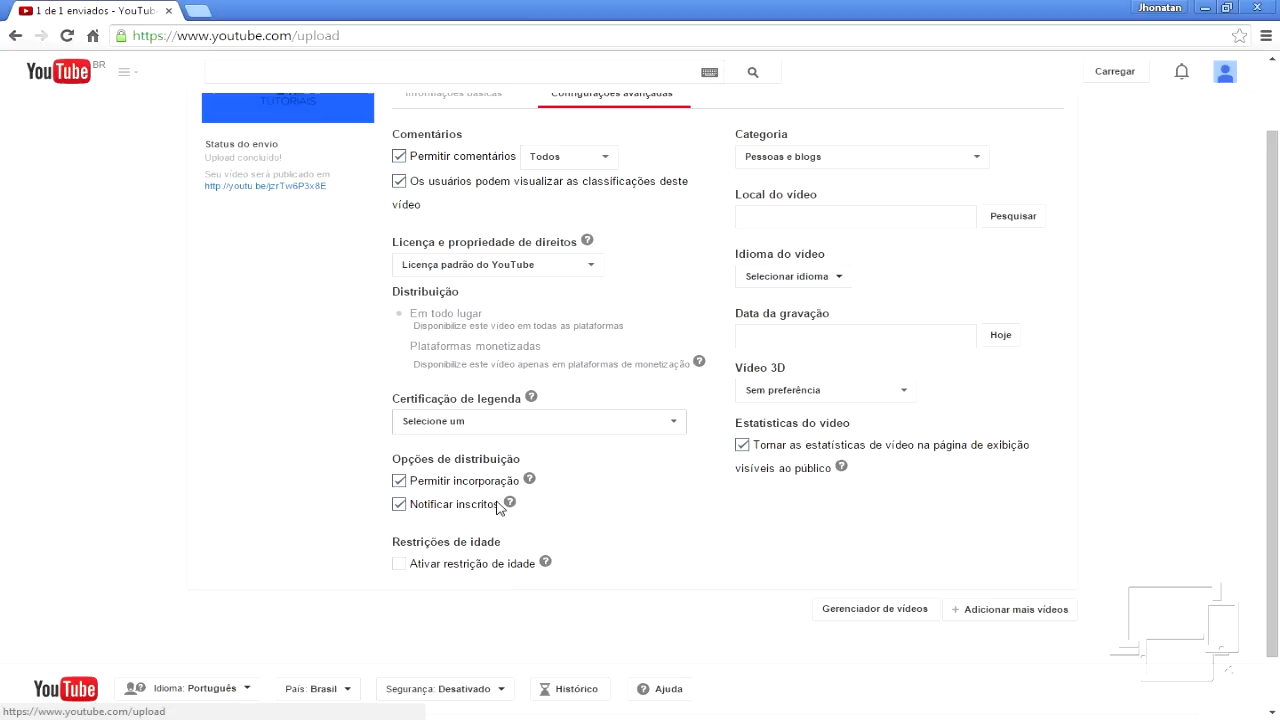 1 de 1 enviados - YouTube
Jhonatan
https://www.youtube.com/upload
YouTube BR
Carregar
TUTORIAIS
Informações básicas
Configurações avançadas
Status do envio
Upload concluído!
Seu vídeo será publicado em
http://youtu.be/jzrTw6P3x8E
Comentários
Permitir comentários
Todos
Os usuários podem visualizar as classificações deste
vídeo
Licença e propriedade de direitos
Licença padrão do YouTube
Distribuição
Em todo lugar
Disponibilize este vídeo em todas as plataformas
Plataformas monetizadas
Disponibilize este vídeo apenas em plataformas de monetização
Certificação de legenda
Selecione um
Opções de distribuição
Permitir incorporação
Notificar inscritos
Restrições de idade
Ativar restrição de idade
Categoria
Pessoas e blogs
Local do vídeo
Pesquisar
Idioma do vídeo
Selecionar idioma
Data da gravação
Hoje
Vídeo 3D
Sem preferência
Estatísticas do vídeo
Tornar as estatísticas de vídeo na página de exibição
visíveis ao público
Gerenciador de vídeos
+ Adicionar mais vídeos
YouTube
Idioma: Português
País: Brasil
Segurança: Desativado
Histórico
Ajuda
https://www.youtube.com/upload